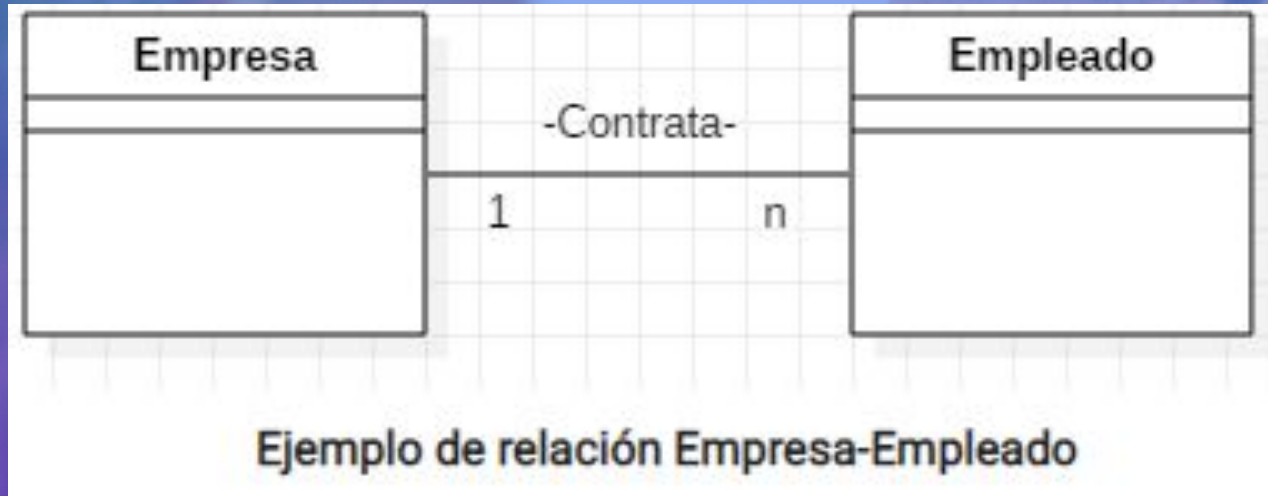 Empresa
Empleado
-Contrata-
1
n
Ejemplo de relación Empresa-Empleado